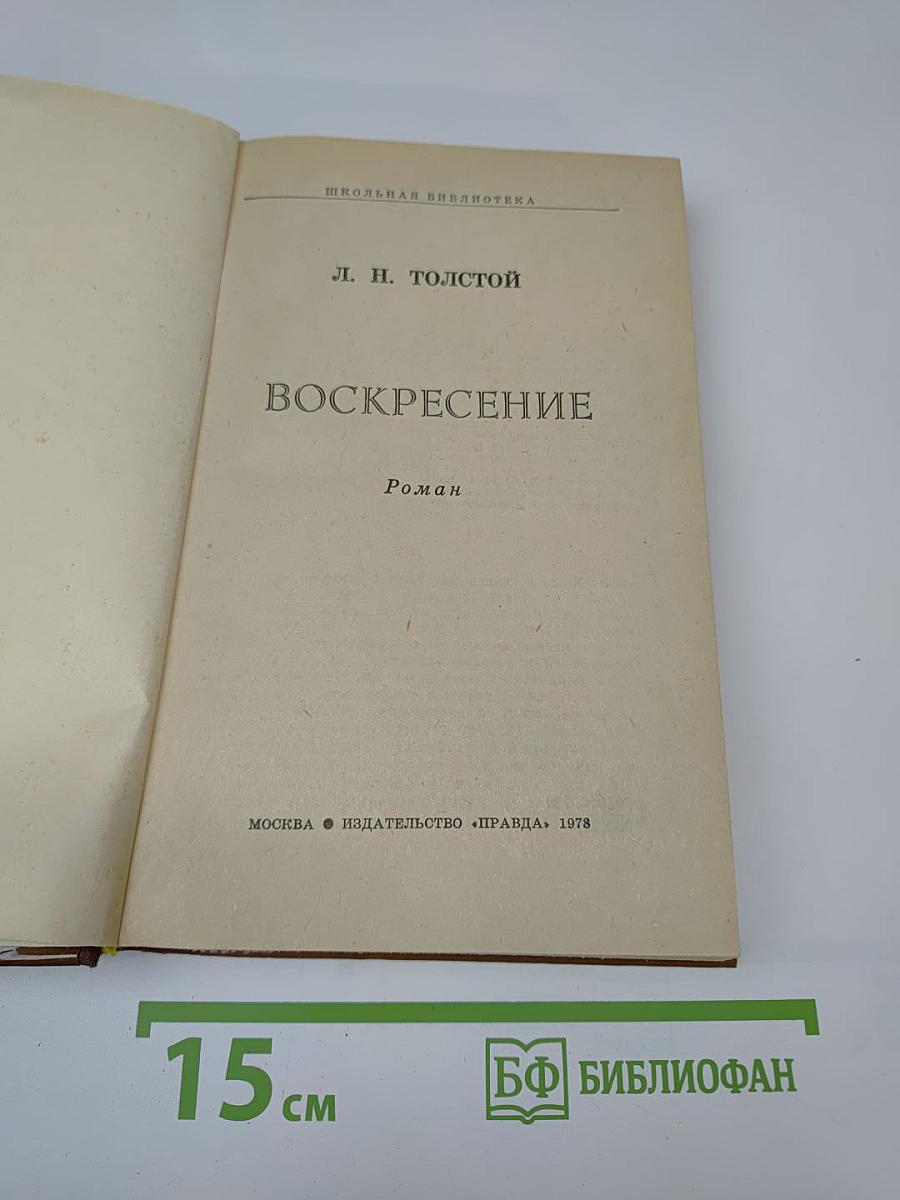 ШКОЛЬНАЯ БИБЛИОТЕКА
Л. Н. ТОЛСТОЙ
ВОСКРЕСЕНИЕ
Роман
МОСКВА ● ИЗДАТЕЛЬСТВО «ПРАВДА» 1978
15 см
БФ БИБЛИОФАН